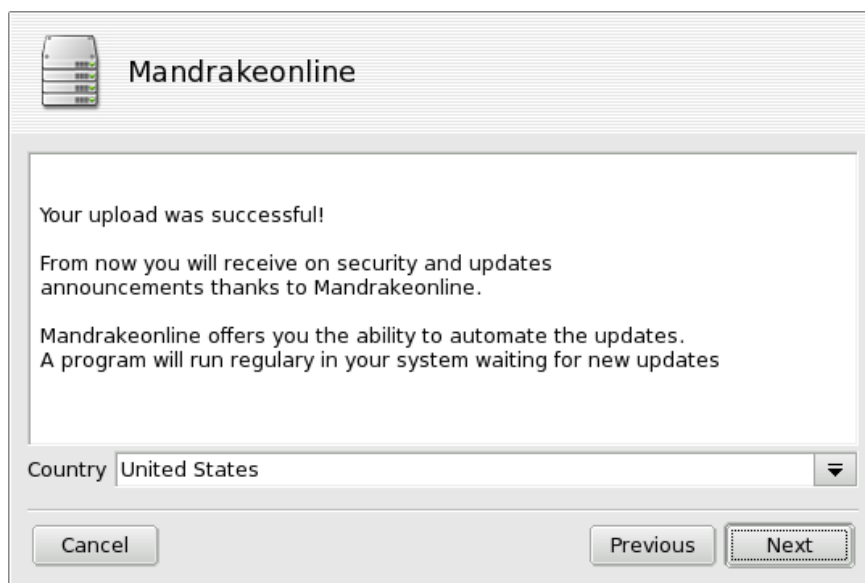 Mandrakeonline
Your upload was successful!
From now you will receive on security and updates
announcements thanks to Mandrakeonline.
Mandrakeonline offers you the ability to automate the updates.
A program will run regulary in your system waiting for new updates
Country United States
Cancel Previous Next